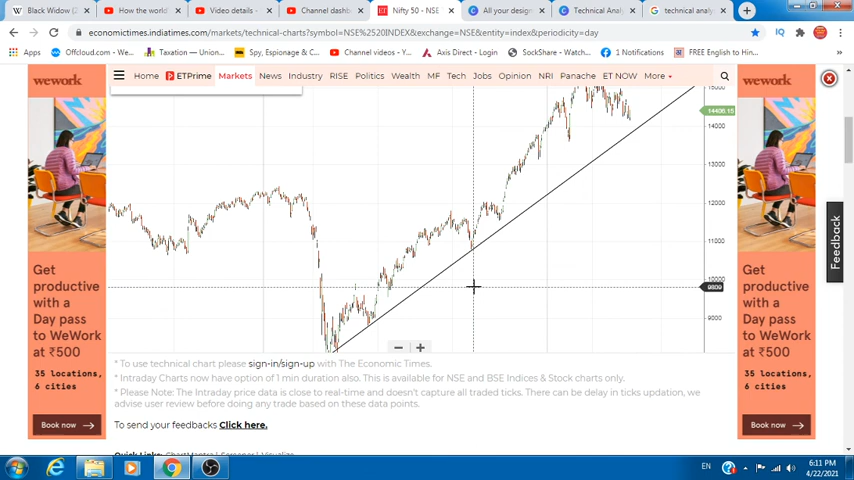 Black Widow (
How the world
Video details -
Channel dashb
Nifty 50 - NSE
All your design
Technical Analy
technical analy
economictimes.indiatimes.com/markets/technical-charts?symbol=NSE%2520INDEX&exchange=NSE&entity=index&periodicity=day
IQ
Apps
Offcloud.com - We...
Taxation — Union...
Spy, Espionage & C...
Channel videos - Y...
Axis Direct - Login
SockShare - Watch...
1 Notifications
FREE English to Hin...
Home
ETPrime
Markets
News
Industry
RISE
Politics
Wealth
MF
Tech
Jobs
Opinion
NRI
Panache
ET NOW
More
wework
wework
15000
14406.15
14000
13000
12000
11000
10000
9809
9000
Feedback
Get
productive
with a
Day pass
to WeWork
at ₹500
35 locations,
6 cities
Book now
Get
productive
with a
Day pass
to WeWork
at ₹500
35 locations,
6 cities
Book now
* To use technical chart please sign-in/sign-up with The Economic Times.
* Intraday Charts now have option of 1 min duration also. This is available for NSE and BSE Indices & Stock charts only.
* Please Note: The Intraday price data is close to real-time and doesn't capture all traded ticks. There can be delay in ticks updation, we
advise user review before doing any trade based on these data points.
To send your feedbacks Click here.
Quick Links: ChartMantra | Screener | Visualize
EN
6:11 PM
4/22/2021